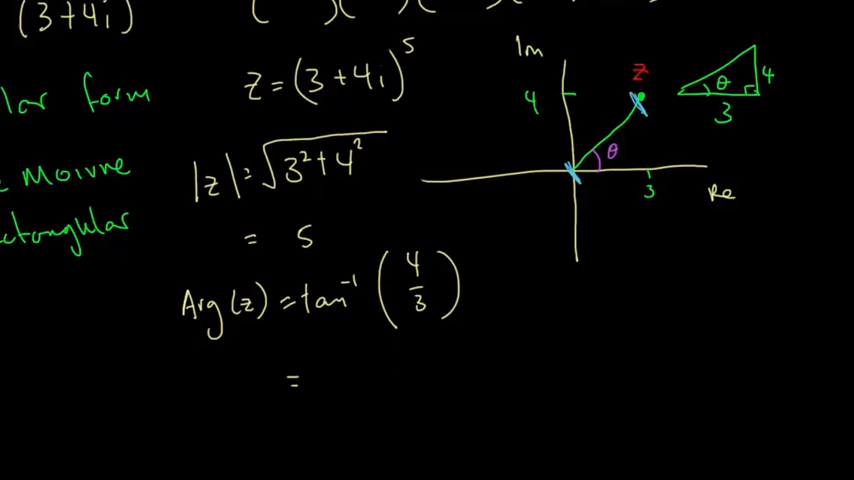 (3+4i)
( )( )( )(
lar form
z = (3+4i)^5
Im
z
4
θ
4
3
e Moivre
|z| = √(3²+4²)
θ
3
Re
ctangular
= 5
Arg(z) = tan⁻¹(4/3)
=